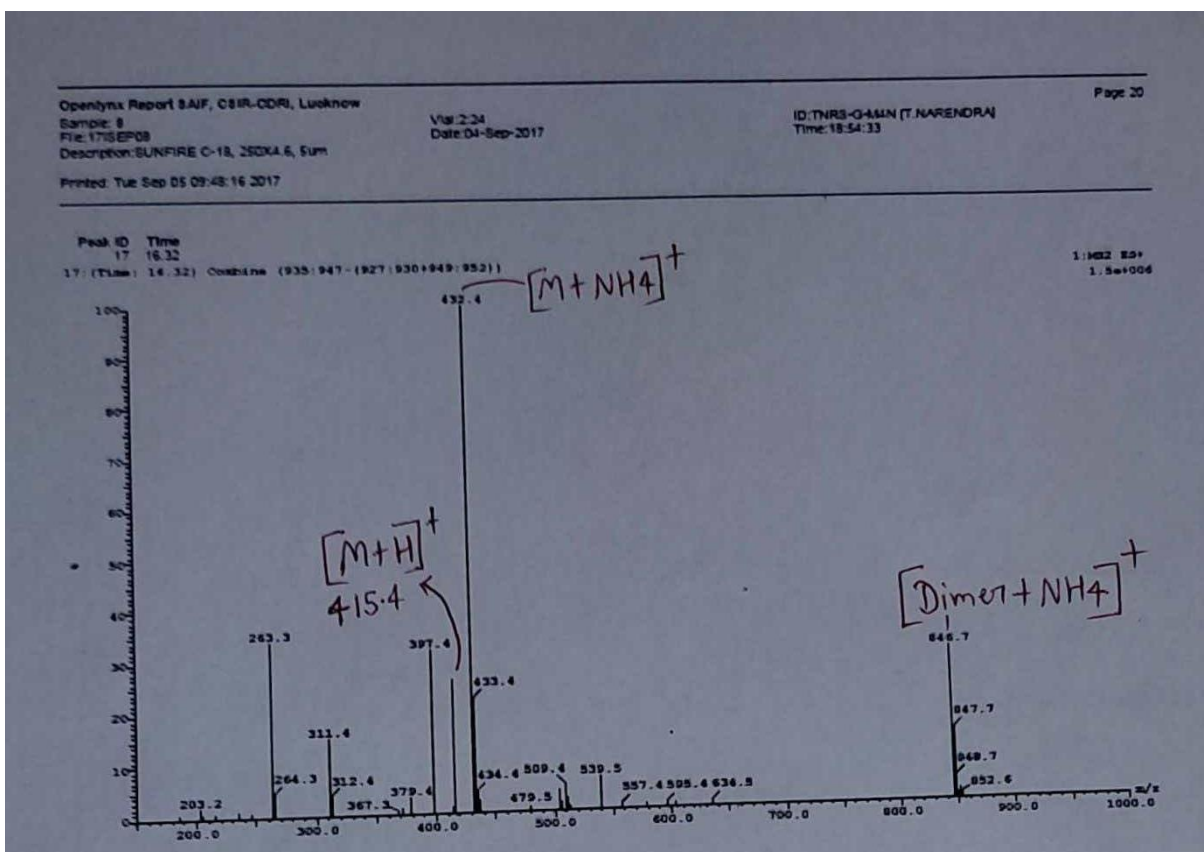 Page 20
Openlynx Report SAIF, CSIR-CDRI, Lucknow
Sample: 8 Vial:2:24 ID:TNRS-G-M4N (T.NARENDRA)
File:17ISEP08 Date:04-Sep-2017 Time:18:54:33
Description:SUNFIRE C-18, 250X4.6, 5um
Printed: Tue Sep 05 09:48:16 2017
Peak ID Time
17 16.32
17:(Time: 16.32) Combine (935:947-(927:930+949:952))
1:MS2 ES+
1.5e+006
[M+NH4]+
432.4
100
90
80
70
60
[M+H]+
415.4
50
[Dimer+NH4]+
40
263.3
397.4
846.7
30
433.4
20
311.4
847.7
10
264.3
312.4
367.3
379.4
434.4
509.4
479.5
539.5
557.4
595.4
636.5
848.7
852.6
203.2
0
200.0 300.0 400.0 500.0 600.0 700.0 800.0 900.0 1000.0 m/z